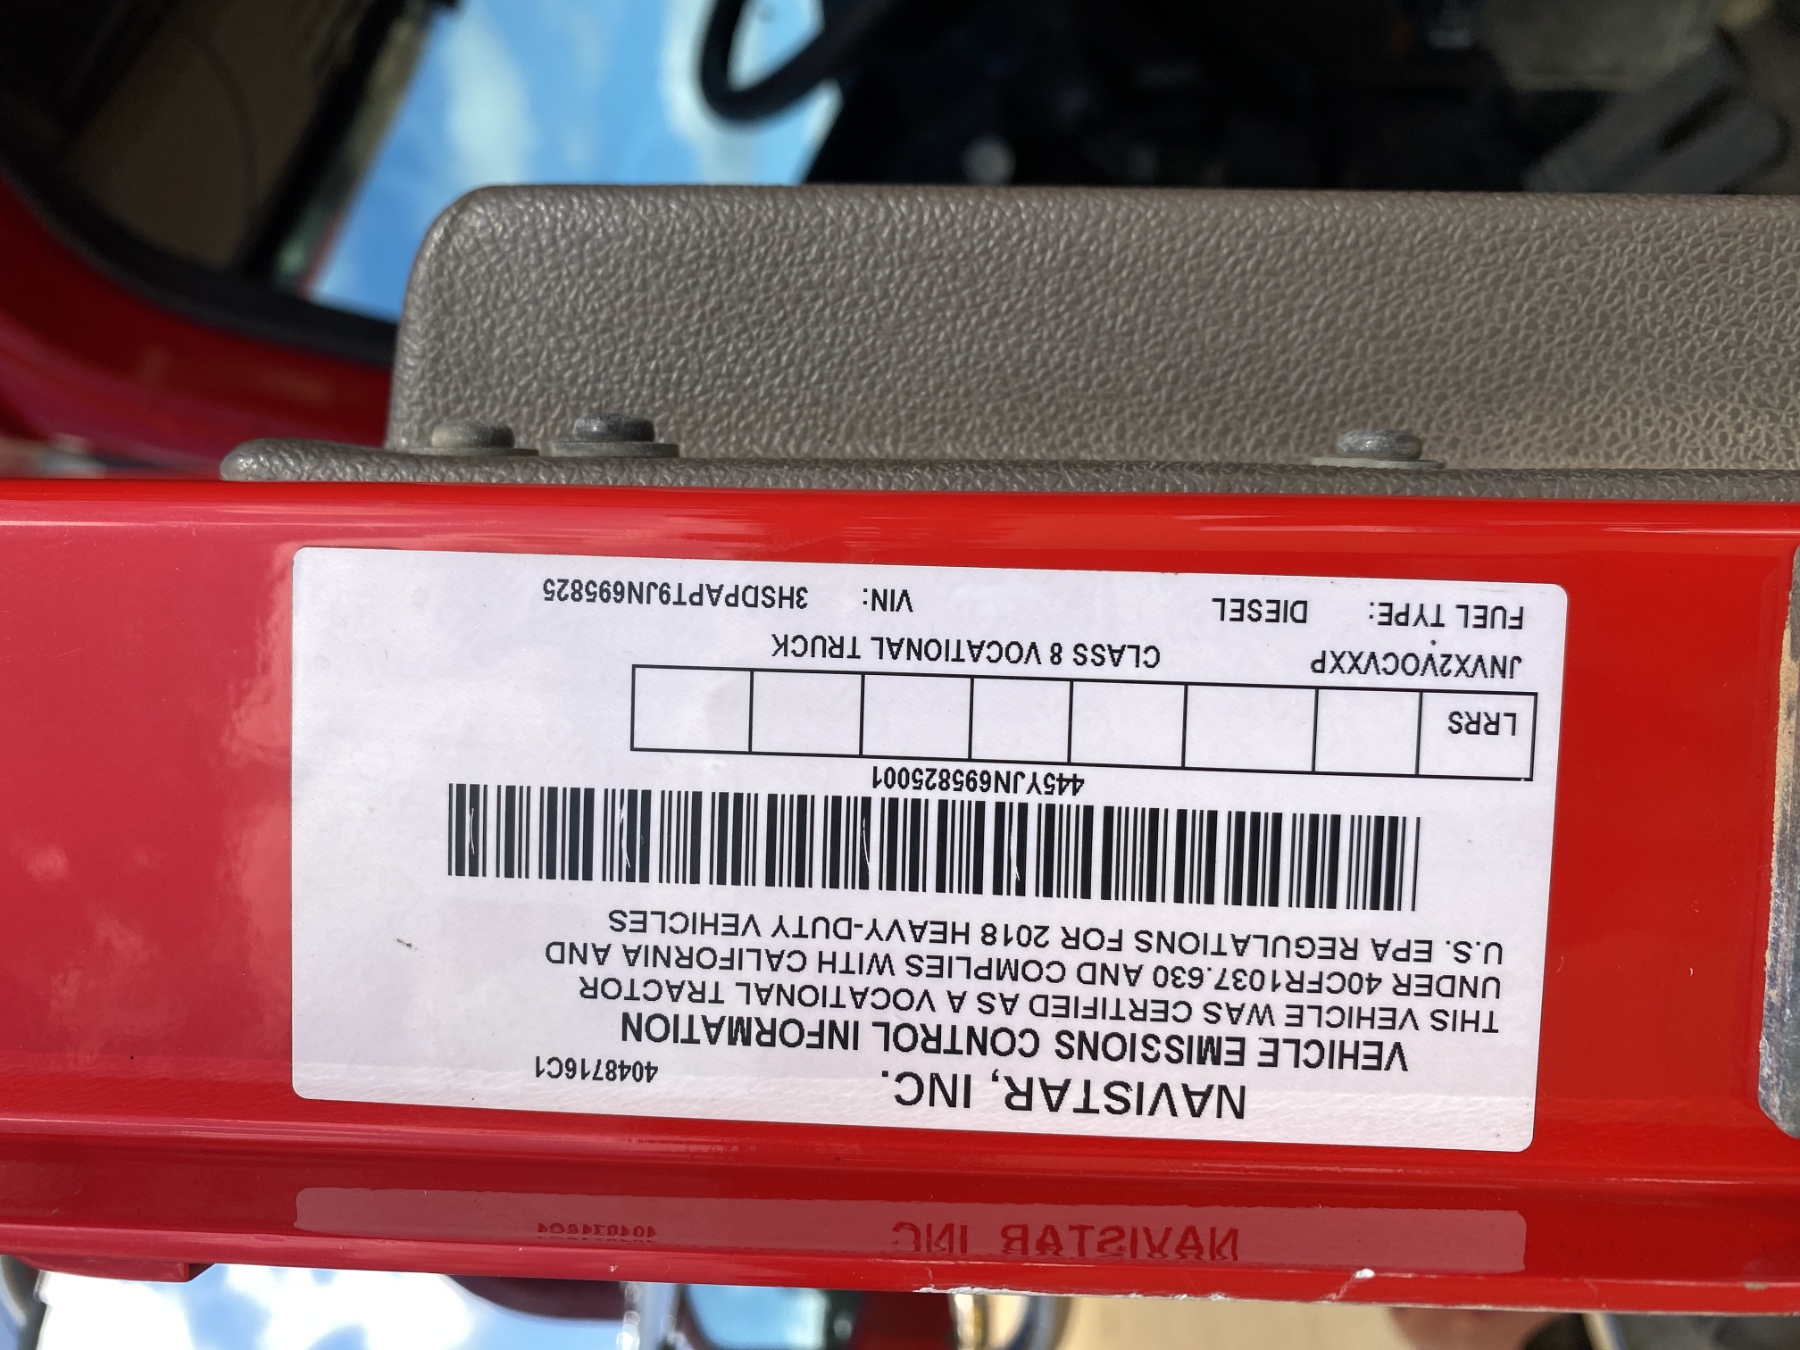 NAVISTAR, INC.
4048716C1
VEHICLE EMISSIONS CONTROL INFORMATION
THIS VEHICLE WAS CERTIFIED AS A VOCATIONAL TRACTOR
UNDER 40CFR1037.630 AND COMPLIES WITH CALIFORNIA AND
U.S. EPA REGULATIONS FOR 2018 HEAVY-DUTY VEHICLES
445YJN695825001
LRRS
JNVX2VOCVXXP CLASS 8 VOCATIONAL TRUCK
FUEL TYPE: DIESEL VIN: 3HSDPAPT9JN695825
NAVISTAR INC